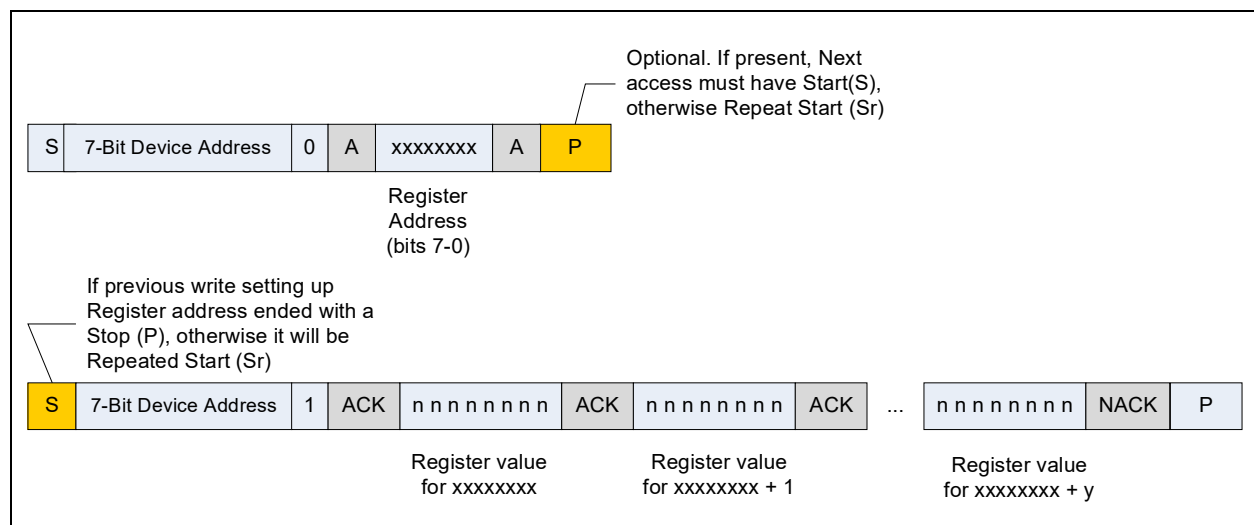 Optional. If present, Next
access must have Start(S),
otherwise Repeat Start (Sr)
S 7-Bit Device Address 0 A xxxxxxxx A P
Register
Address
(bits 7-0)
If previous write setting up
Register address ended with a
Stop (P), otherwise it will be
Repeated Start (Sr)
S 7-Bit Device Address 1 ACK n n n n n n n n ACK n n n n n n n n ACK ... n n n n n n n n NACK P
Register value
for xxxxxxxx
Register value
for xxxxxxxx + 1
Register value
for xxxxxxxx + y